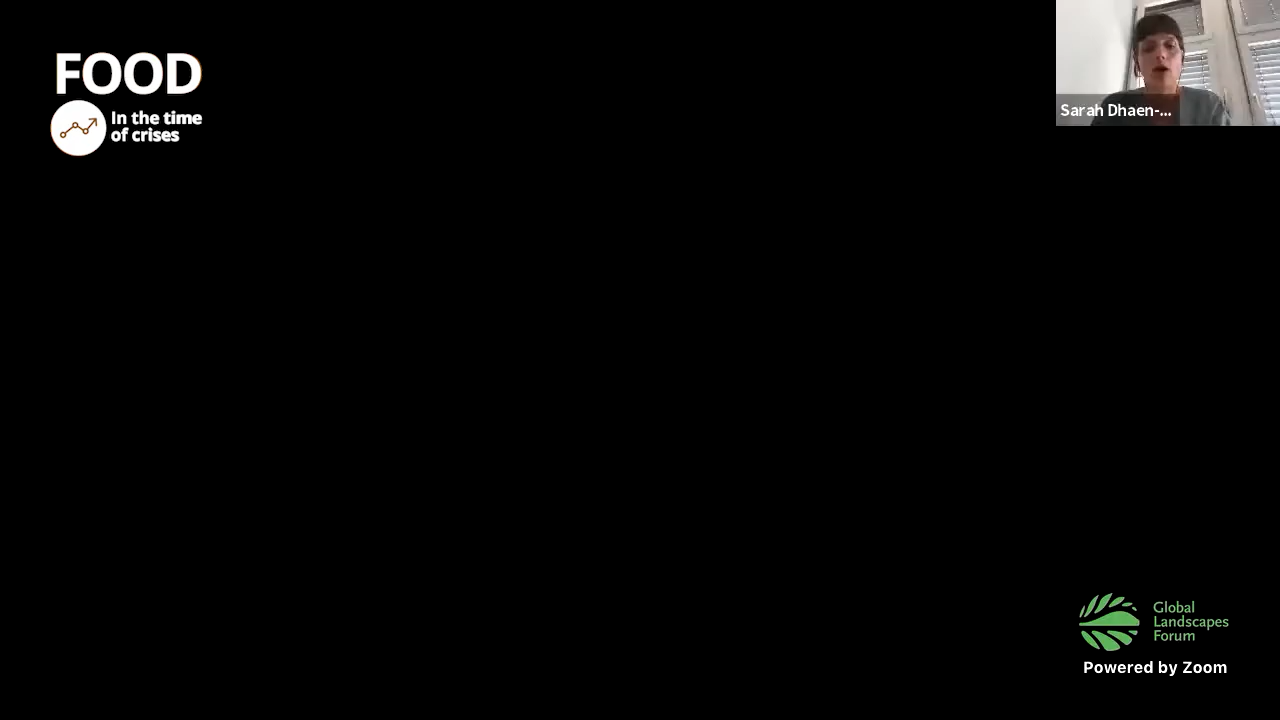 FOOD
In the time
of crises
Sarah Dhaen-...
Global
Landscapes
Forum
Powered by Zoom